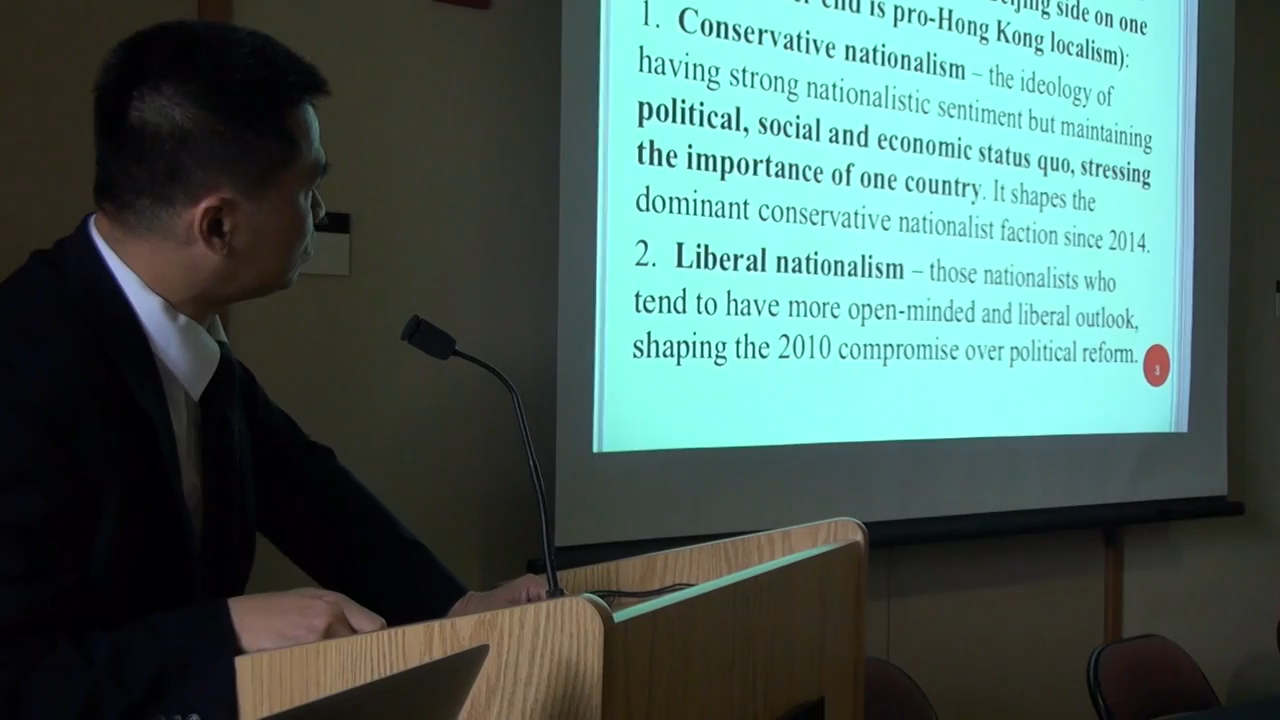 Beijing side on one
end is pro-Hong Kong localism):
1. Conservative nationalism – the ideology of
having strong nationalistic sentiment but maintaining
political, social and economic status quo, stressing
the importance of one country. It shapes the
dominant conservative nationalist faction since 2014.
2. Liberal nationalism – those nationalists who
tend to have more open-minded and liberal outlook,
shaping the 2010 compromise over political reform.
3